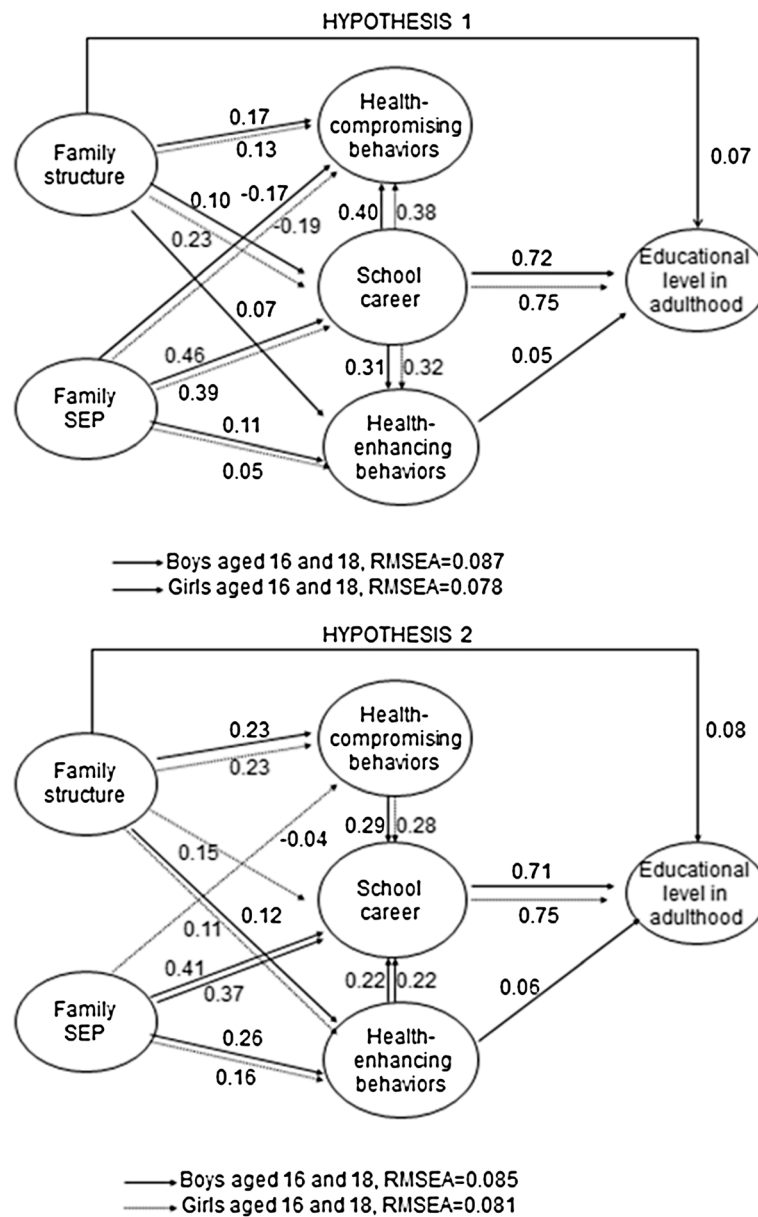 HYPOTHESIS 1
Health-
compromising
behaviors
0.17
0.13
Family
structure
0.07
0.10
-0.17
-0.19
0.40
0.38
0.23
School
career
0.72
0.75
Educational
level in
adulthood
0.07
0.46
0.39
0.31
0.32
0.05
Family
SEP
0.11
0.05
Health-
enhancing
behaviors
Boys aged 16 and 18, RMSEA=0.087
Girls aged 16 and 18, RMSEA=0.078
HYPOTHESIS 2
Health-
compromising
behaviors
0.23
0.23
Family
structure
0.08
-0.04
0.29
0.28
0.15
School
career
0.71
0.75
Educational
level in
adulthood
0.12
0.11
0.41
0.37
0.22
0.22
0.06
Family
SEP
0.26
0.16
Health-
enhancing
behaviors
Boys aged 16 and 18, RMSEA=0.085
Girls aged 16 and 18, RMSEA=0.081